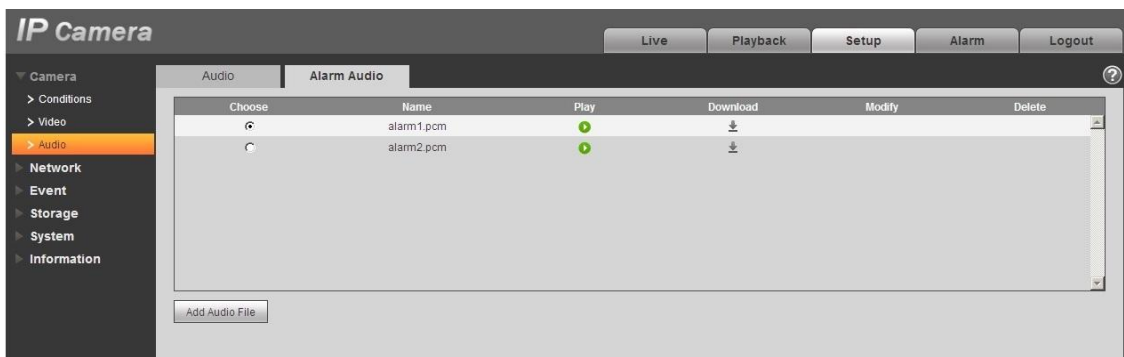 IP Camera
Live Playback Setup Alarm Logout
Camera
Conditions
Video
Audio
Network
Event
Storage
System
Information
Audio Alarm Audio
?
Choose Name Play Download Modify Delete
alarm1.pcm
alarm2.pcm
Add Audio File